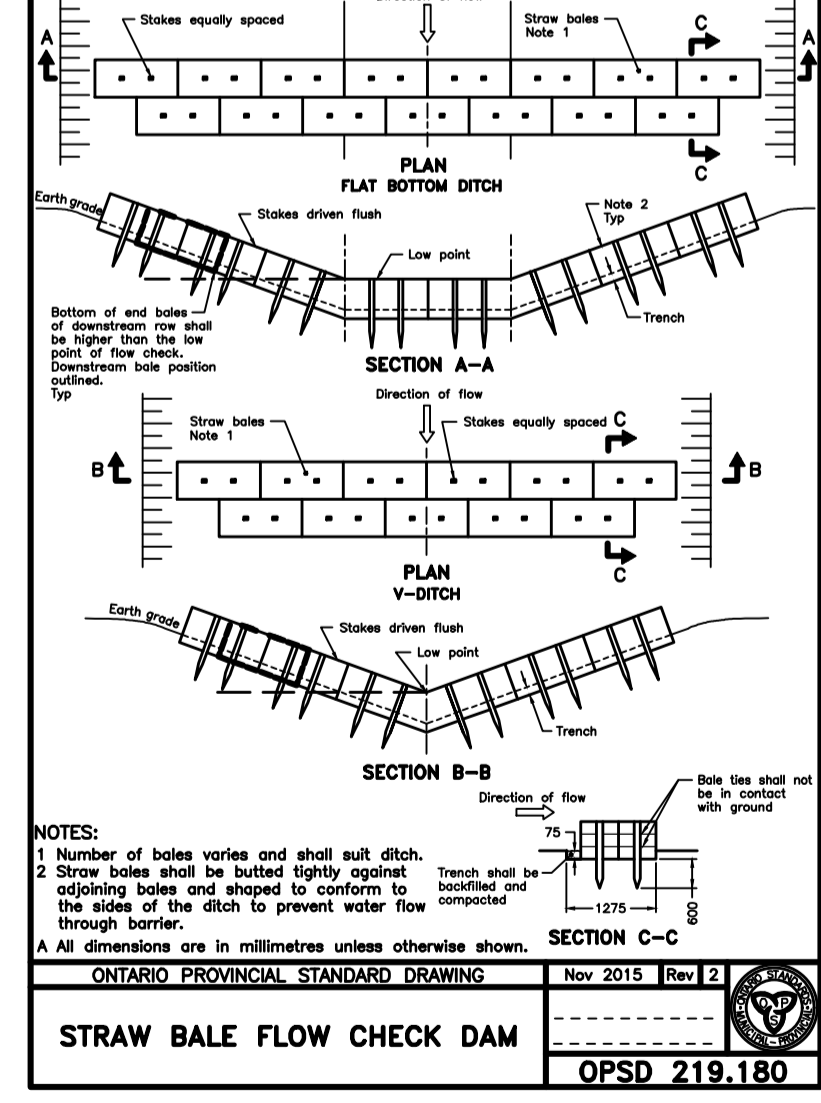 Direction of flow
A
Stakes equally spaced
Straw bales
Note 1
C
A
C
PLAN
FLAT BOTTOM DITCH
Earth grade
Stakes driven flush
Note 2
Typ
Low point
Trench
Bottom of end bales
of downstream row shall
be higher than the low
point of flow check.
Downstream bale position
outlined.
Typ
SECTION A-A
Direction of flow
Straw bales
Note 1
Stakes equally spaced
C
B
B
PLAN
V-DITCH
C
Earth grade
Stakes driven flush
Low point
Trench
SECTION B-B
Direction of flow
Bale ties shall not
be in contact
with ground
75
Trench shall be
backfilled and
compacted
1275
600
SECTION C-C
NOTES:
1 Number of bales varies and shall suit ditch.
2 Straw bales shall be butted tightly against
adjoining bales and shaped to conform to
the sides of the ditch to prevent water flow
through barrier.
A All dimensions are in millimetres unless otherwise shown.
ONTARIO PROVINCIAL STANDARD DRAWING
Nov 2015
Rev
2
STRAW BALE FLOW CHECK DAM
ONTARIO STANDARDS
MUNICIPAL - PROVINCIAL
O P S
OPSD 219.180